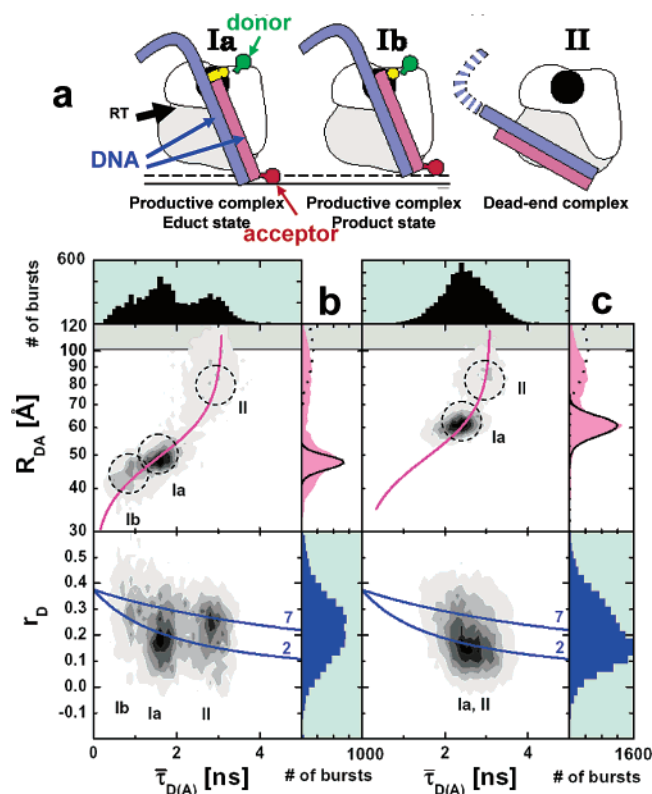 donor
Ia
Ib
II
a
RT
DNA
Productive complex
Educt state
Productive complex
Product state
Dead-end complex
acceptor
600
# of bursts
b
c
120
100
90
80
70
60
50
40
30
R_DA [Å]
II
Ia
Ib
II
Ia
0.5
0.4
0.3
0.2
0.1
0.0
-0.1
r_D
7
2
7
2
Ib
Ia
II
Ia, II
0
2
4
1000
2
4
1600
τ̄_D(A) [ns]
# of bursts
τ̄_D(A) [ns]
# of bursts